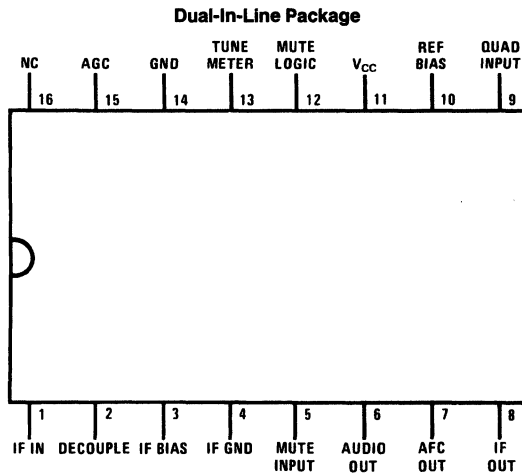 Dual-In-Line Package
TUNE MUTE REF QUAD
NC AGC GND METER LOGIC VCC BIAS INPUT
16 15 14 13 12 11 10 9
1 2 3 4 5 6 7 8
IF IN DECOUPLE IF BIAS IF GND MUTE AUDIO AFC IF
INPUT OUT OUT OUT